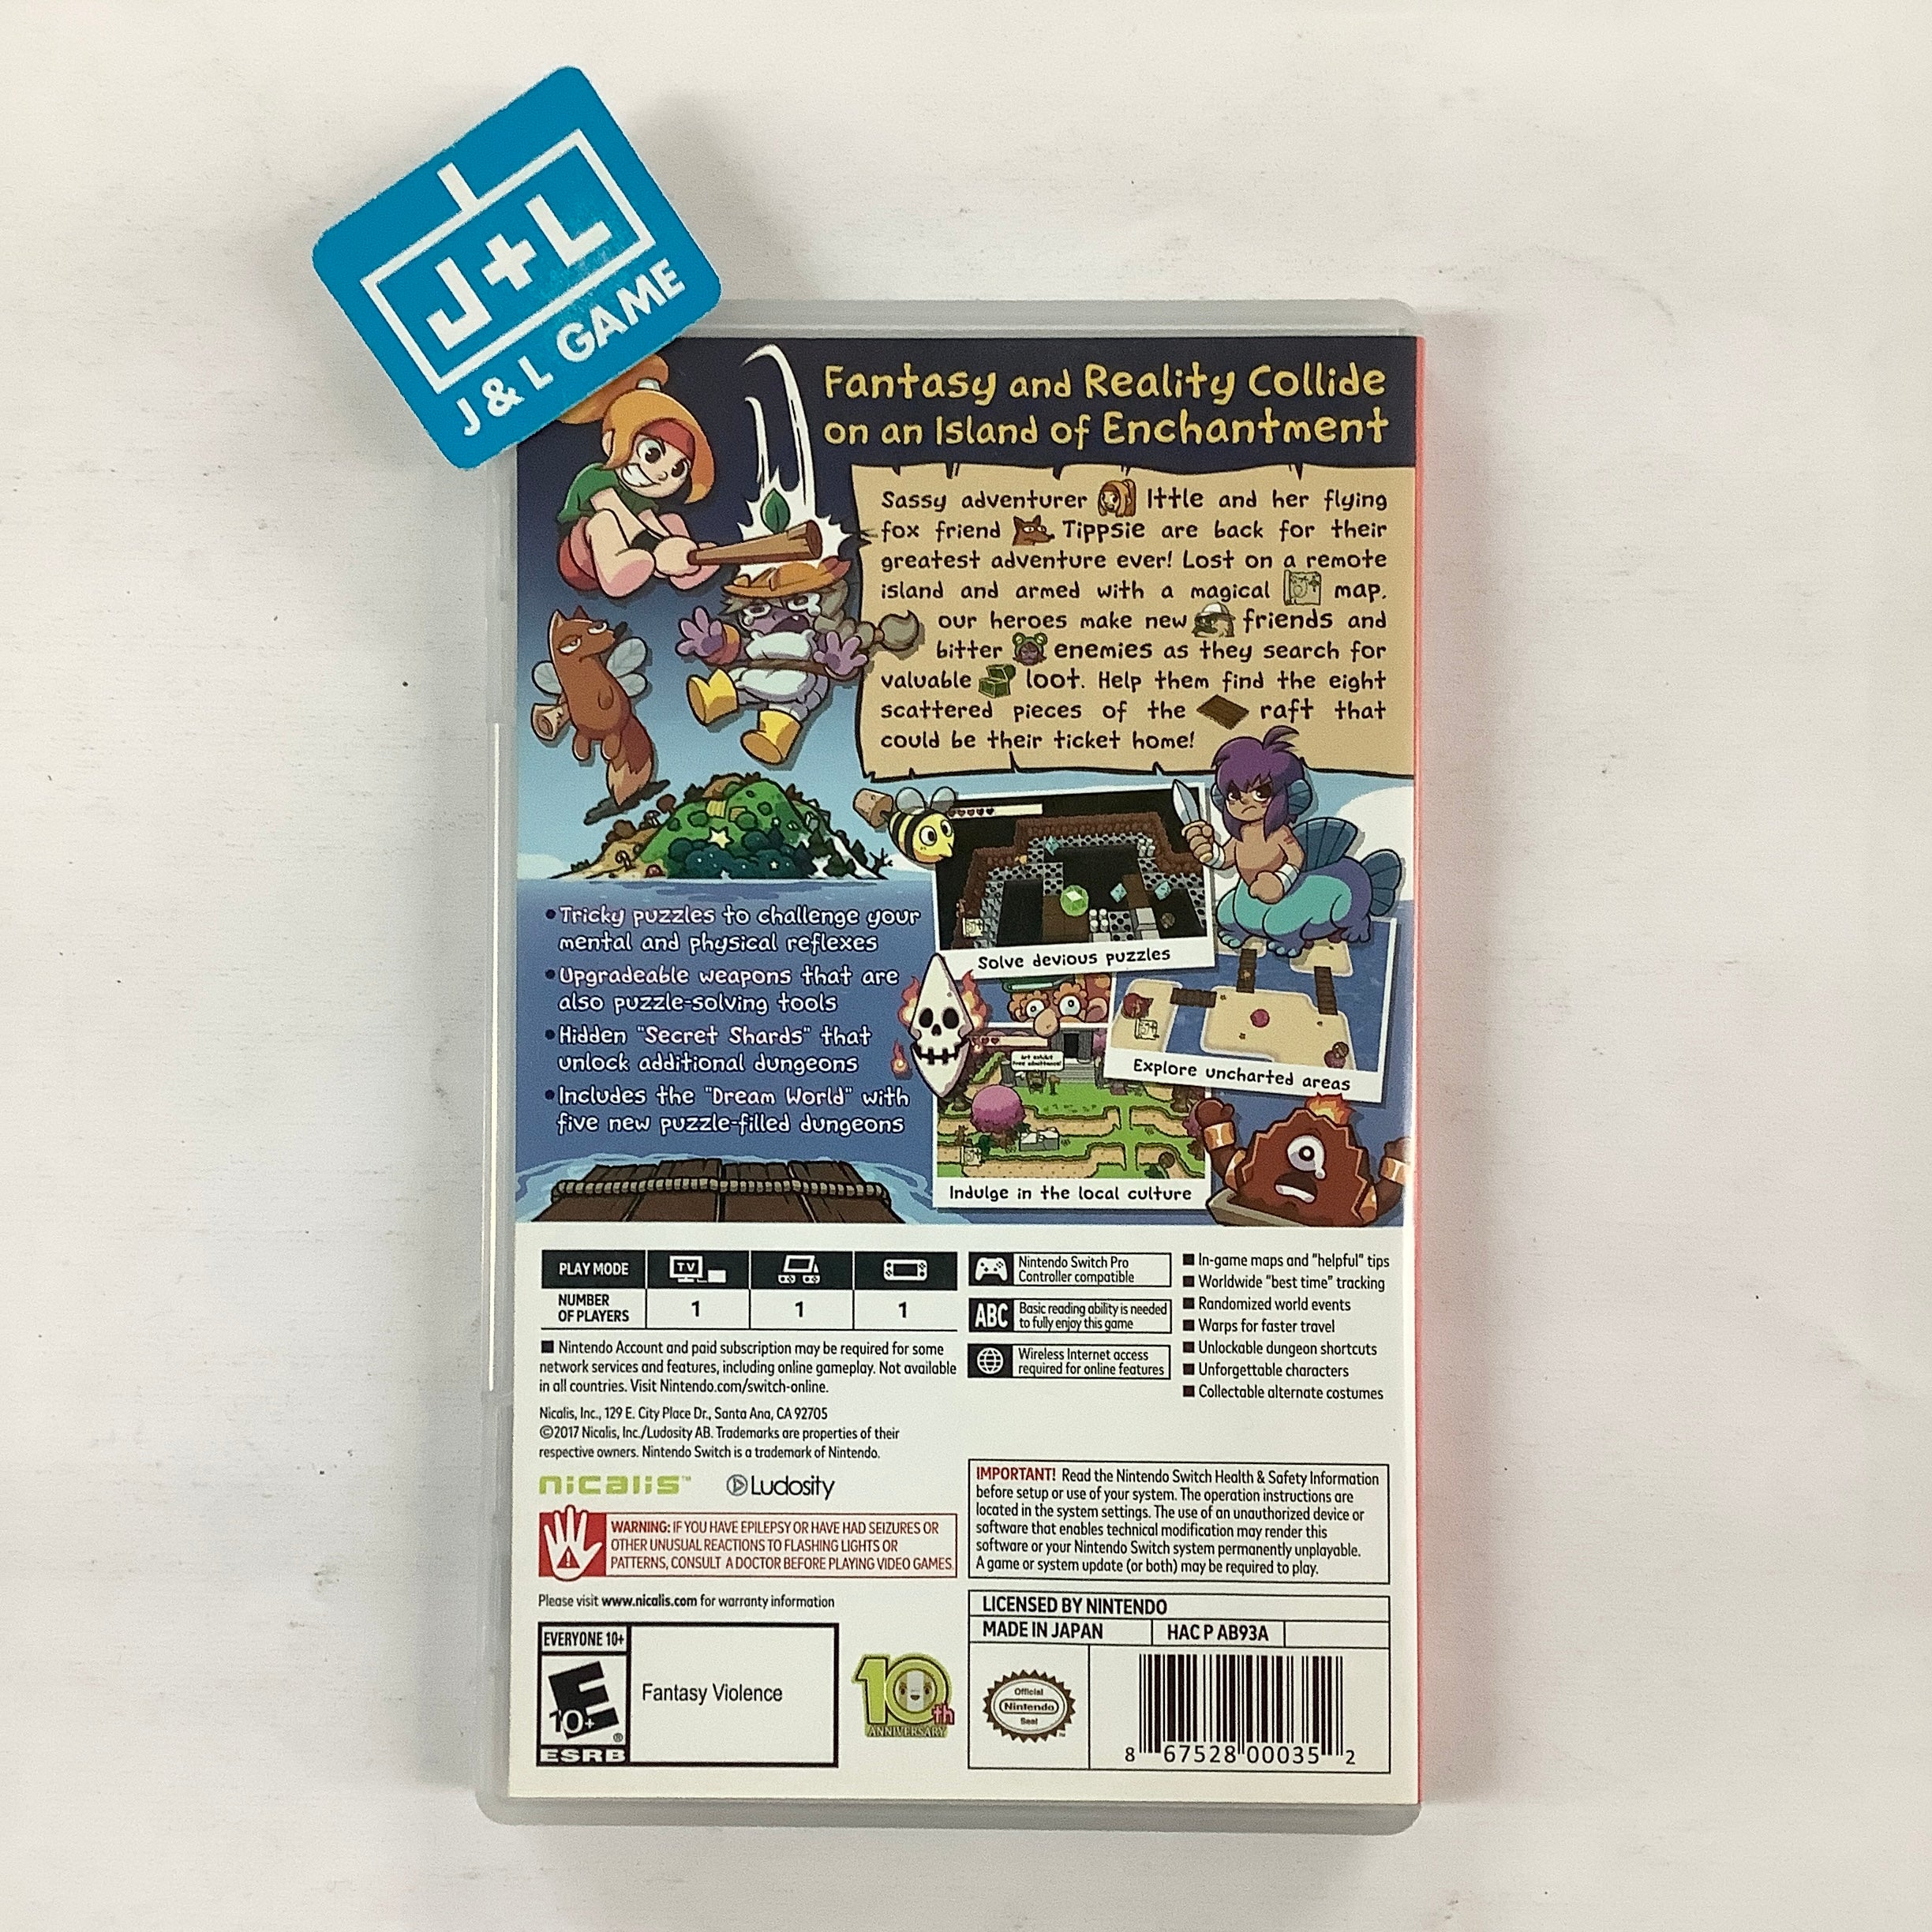 J+L
J & L GAME
Fantasy and Reality Collide
on an Island of Enchantment
Sassy adventurer Ittle and her flying
fox friend Tippsie are back for their
greatest adventure ever! Lost on a remote
island and armed with a magical map,
our heroes make new friends and
bitter enemies as they search for
valuable loot. Help them find the eight
scattered pieces of the raft that
could be their ticket home!
• Tricky puzzles to challenge your
mental and physical reflexes
• Upgradeable weapons that are
also puzzle-solving tools
• Hidden "Secret Shards" that
unlock additional dungeons
• Includes the "Dream World" with
five new puzzle-filled dungeons
Solve devious puzzles
Explore uncharted areas
Art exhibit
Free admittance!
Indulge in the local culture
PLAY MODE
TV
NUMBER
OF PLAYERS
1
1
1
Nintendo Switch Pro
Controller compatible
ABC
Basic reading ability is needed
to fully enjoy this game
Wireless Internet access
required for online features
■ In-game maps and "helpful" tips
■ Worldwide "best time" tracking
■ Randomized world events
■ Warps for faster travel
■ Unlockable dungeon shortcuts
■ Unforgettable characters
■ Collectable alternate costumes
■ Nintendo Account and paid subscription may be required for some
network services and features, including online gameplay. Not available
in all countries. Visit Nintendo.com/switch-online.
Nicalis, Inc., 129 E. City Place Dr., Santa Ana, CA 92705
©2017 Nicalis, Inc./Ludosity AB. Trademarks are properties of their
respective owners. Nintendo Switch is a trademark of Nintendo.
nicalis™
Ludosity
WARNING: IF YOU HAVE EPILEPSY OR HAVE HAD SEIZURES OR
OTHER UNUSUAL REACTIONS TO FLASHING LIGHTS OR
PATTERNS, CONSULT A DOCTOR BEFORE PLAYING VIDEO GAMES.
IMPORTANT! Read the Nintendo Switch Health & Safety Information
before setup or use of your system. The operation instructions are
located in the system settings. The use of an unauthorized device or
software that enables technical modification may render this
software or your Nintendo Switch system permanently unplayable.
A game or system update (or both) may be required to play.
Please visit www.nicalis.com for warranty information
EVERYONE 10+
E
10+
®
ESRB
Fantasy Violence
10th
ANNIVERSARY
LICENSED BY NINTENDO
MADE IN JAPAN
HAC P AB93A
Official
Nintendo
Seal
™
8 67528 00035 2